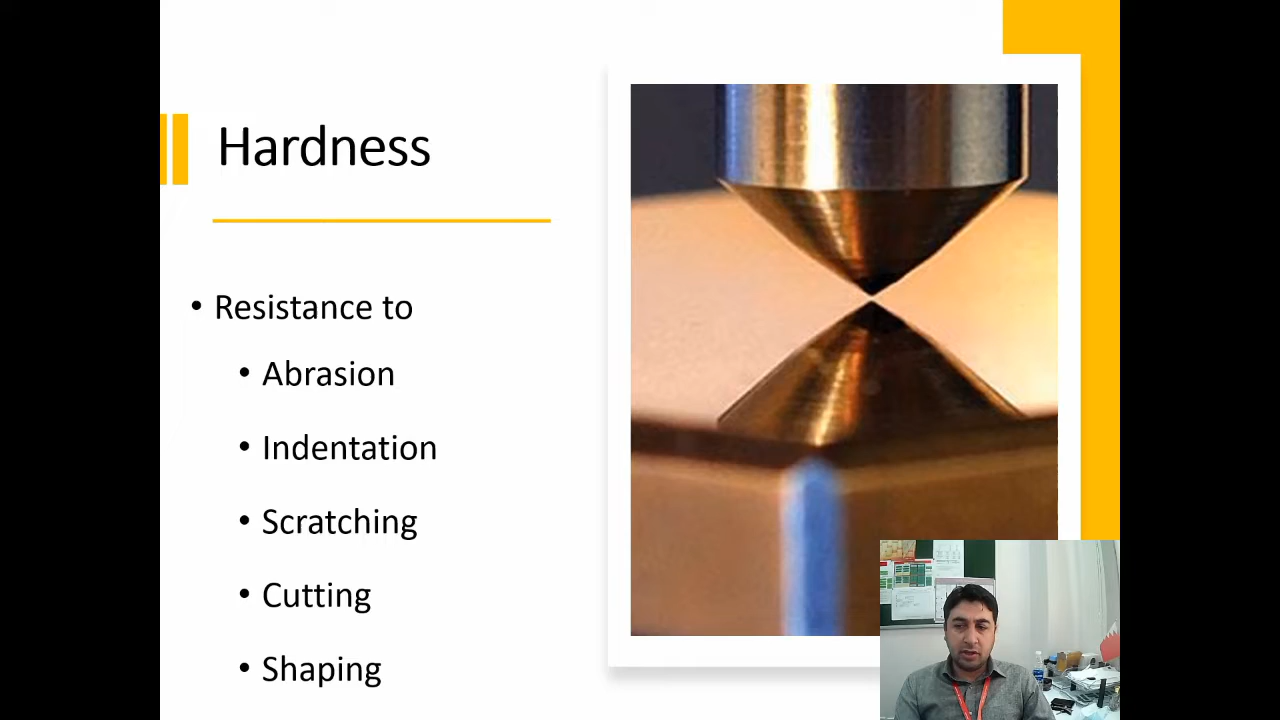 Hardness
• Resistance to
• Abrasion
• Indentation
• Scratching
• Cutting
• Shaping